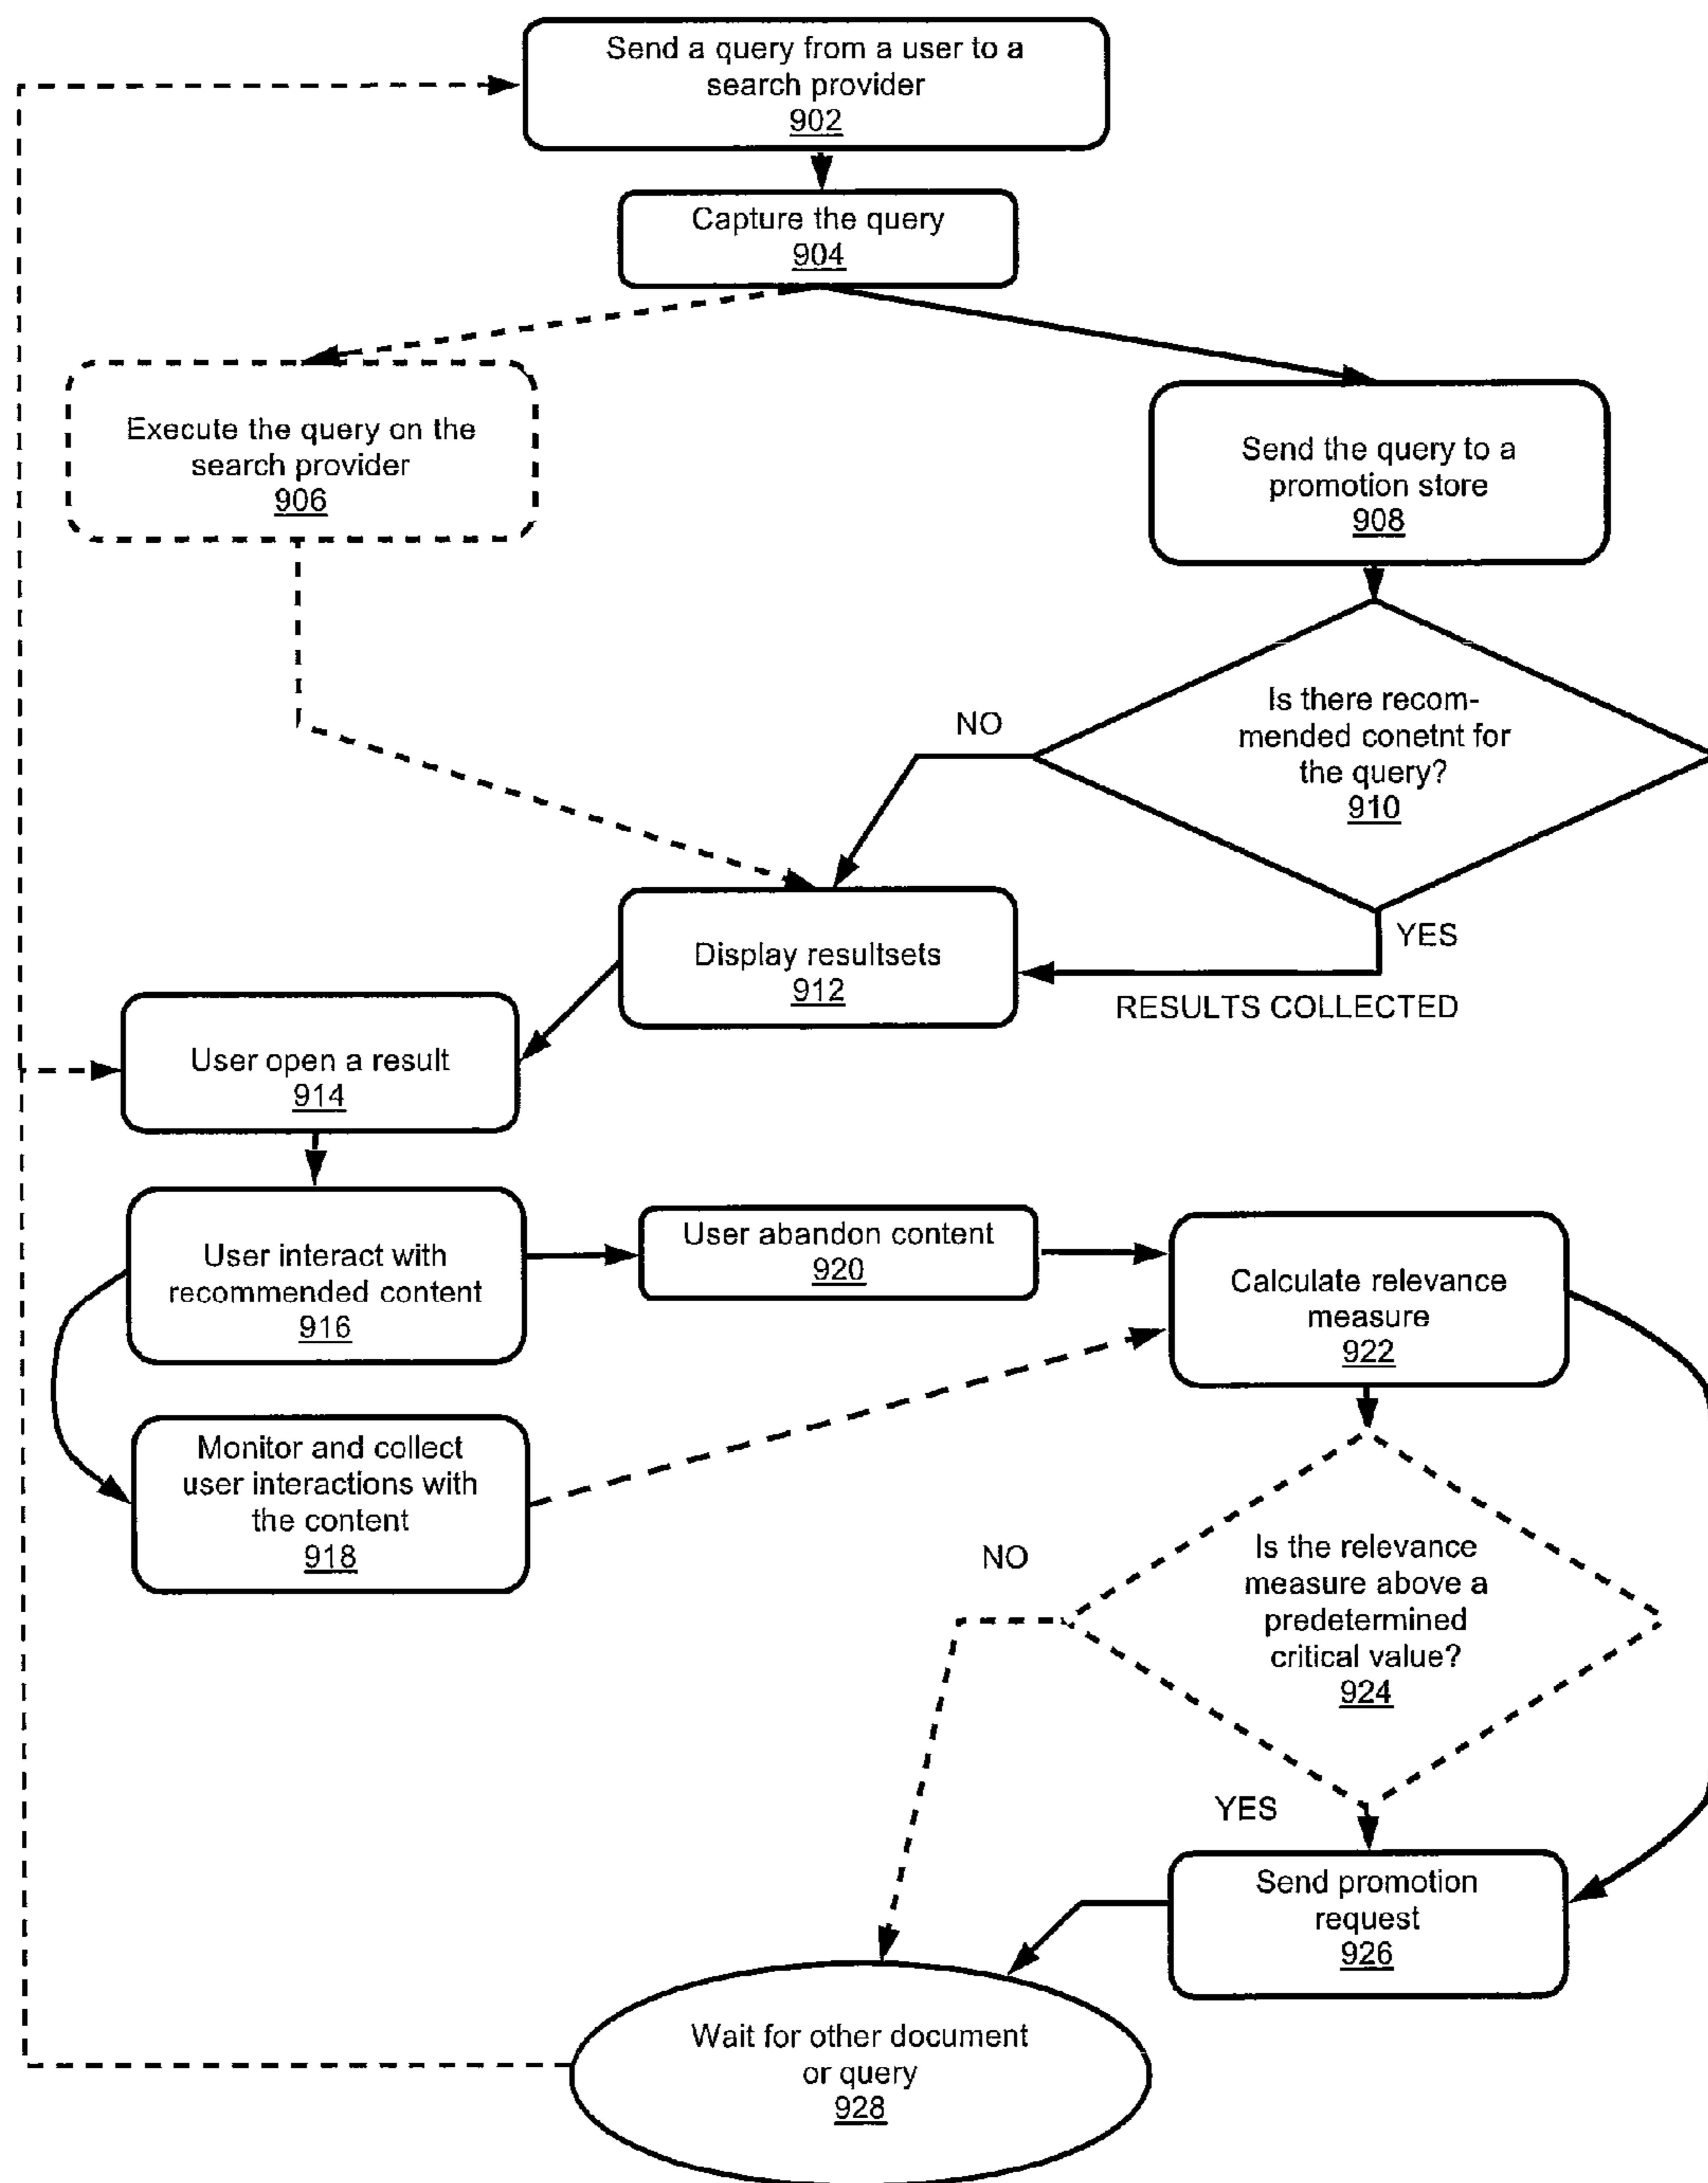 Send a query from a user to a
search provider
902
Capture the query
904
Execute the query on the
search provider
906
Send the query to a
promotion store
908
Is there recom-
mended conetnt for
the query?
910
NO
YES
RESULTS COLLECTED
Display resultsets
912
User open a result
914
User interact with
recommended content
916
User abandon content
920
Calculate relevance
measure
922
Monitor and collect
user interactions with
the content
918
NO
Is the relevance
measure above a
predetermined
critical value?
924
YES
Send promotion
request
926
Wait for other document
or query
928